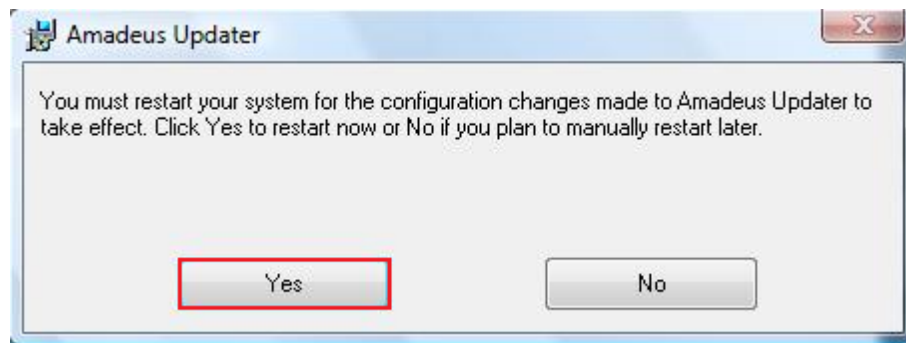 Amadeus Updater
You must restart your system for the configuration changes made to Amadeus Updater to
take effect. Click Yes to restart now or No if you plan to manually restart later.
Yes
No